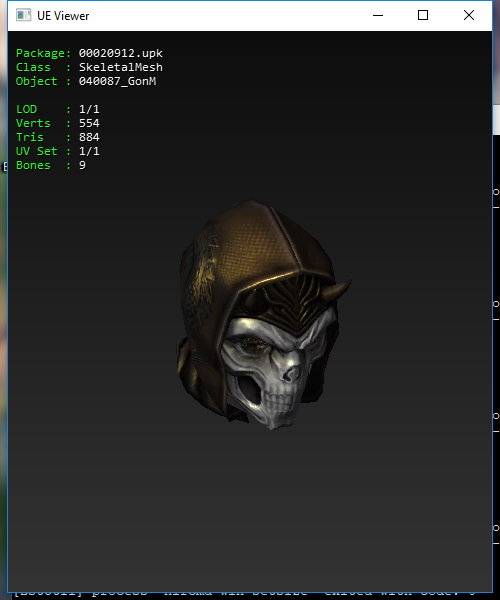 UE Viewer
Package: 00020912.upk
Class : SkeletalMesh
Object : 040087_GonM
LOD : 1/1
Verts : 554
Tris : 884
UV Set : 1/1
Bones : 9